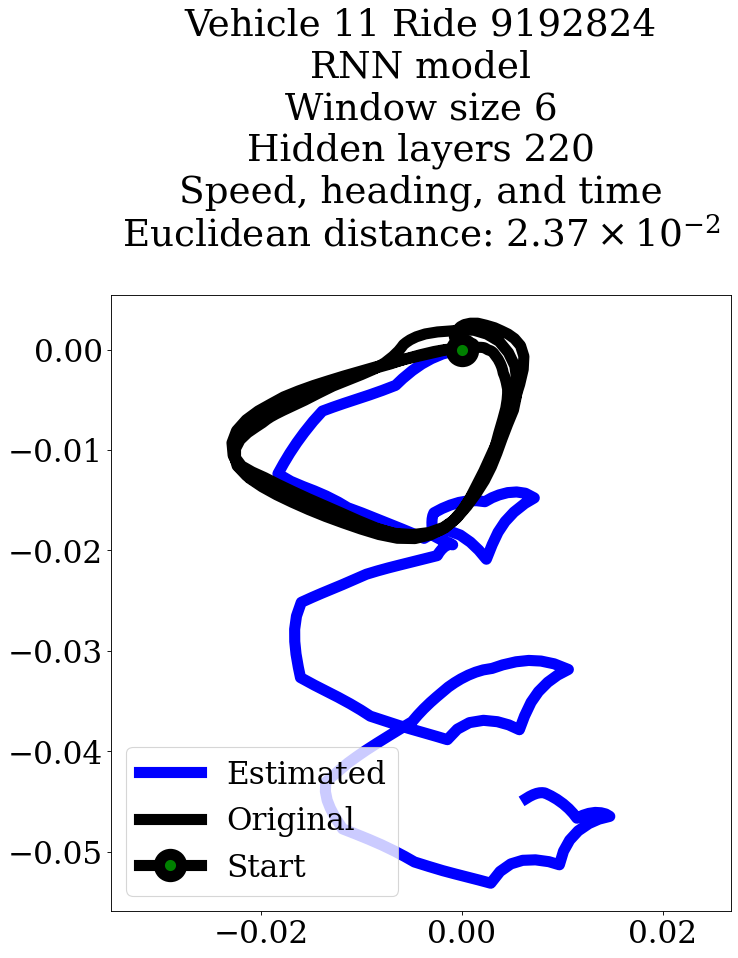 Vehicle 11 Ride 9192824
RNN model
Window size 6
Hidden layers 220
Speed, heading, and time
Euclidean distance: 2.37 × 10⁻²
0.00
−0.01
−0.02
−0.03
−0.04
−0.05
Estimated
Original
Start
−0.02 0.00 0.02